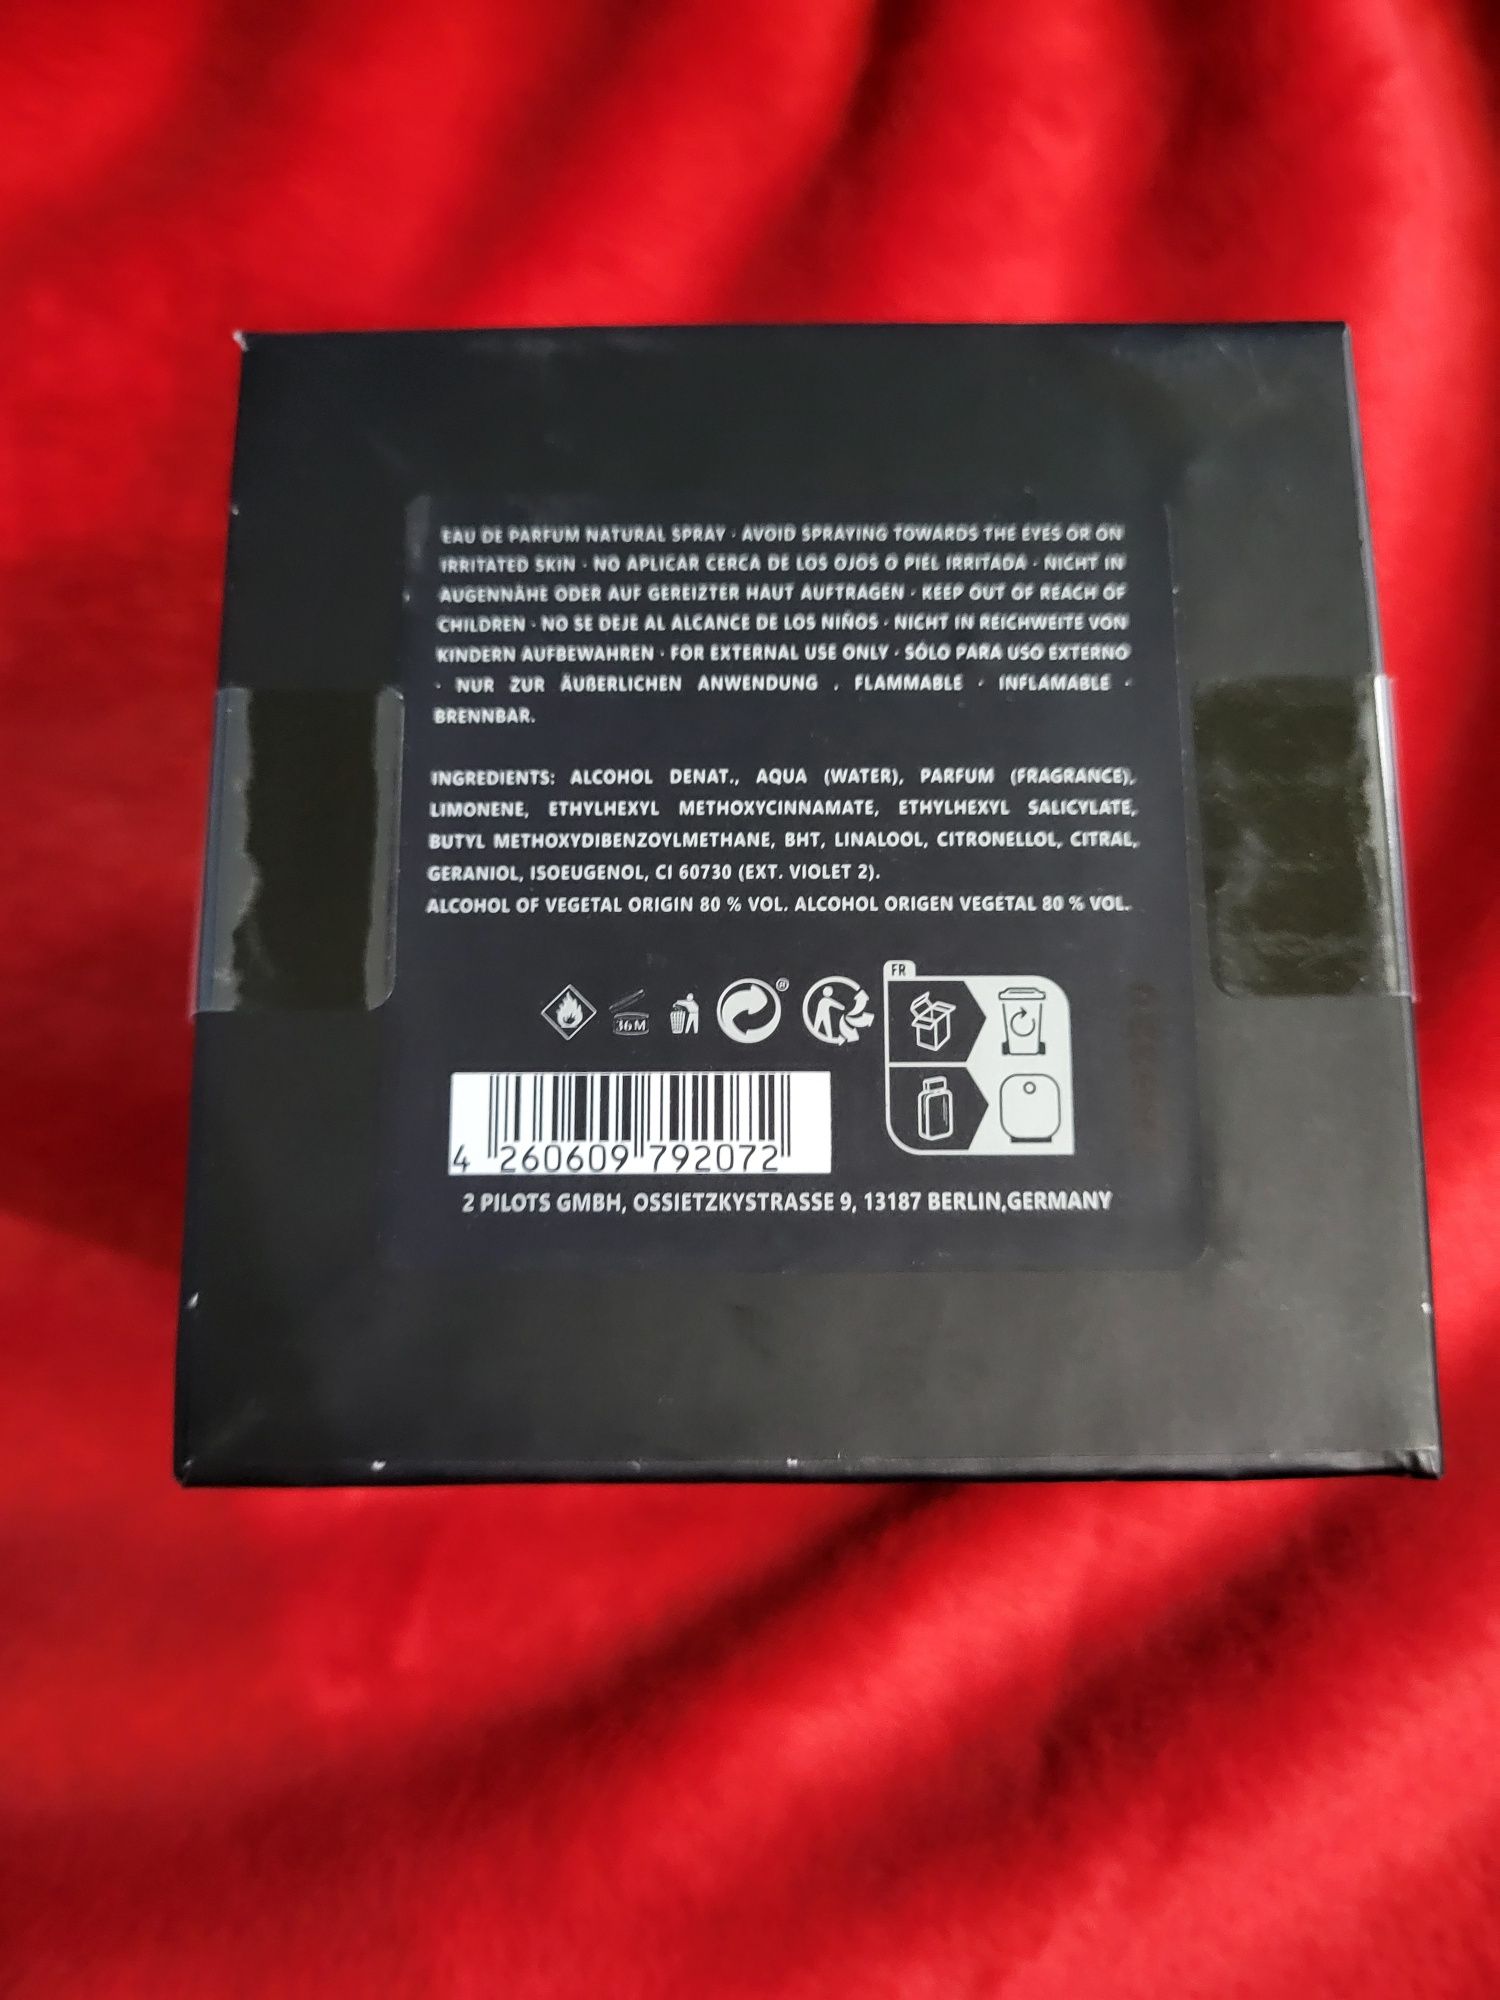 EAU DE PARFUM NATURAL SPRAY · AVOID SPRAYING TOWARDS THE EYES OR ON
IRRITATED SKIN · NO APLICAR CERCA DE LOS OJOS O PIEL IRRITADA · NICHT IN
AUGENNÄHE ODER AUF GEREIZTER HAUT AUFTRAGEN · KEEP OUT OF REACH OF
CHILDREN · NO SE DEJE AL ALCANCE DE LOS NIÑOS · NICHT IN REICHWEITE VON
KINDERN AUFBEWAHREN · FOR EXTERNAL USE ONLY · SÓLO PARA USO EXTERNO
· NUR ZUR ÄUßERLICHEN ANWENDUNG . FLAMMABLE · INFLAMABLE ·
BRENNBAR.
INGREDIENTS: ALCOHOL DENAT., AQUA (WATER), PARFUM (FRAGRANCE),
LIMONENE, ETHYLHEXYL METHOXYCINNAMATE, ETHYLHEXYL SALICYLATE,
BUTYL METHOXYDIBENZOYLMETHANE, BHT, LINALOOL, CITRONELLOL, CITRAL,
GERANIOL, ISOEUGENOL, CI 60730 (EXT. VIOLET 2).
ALCOHOL OF VEGETAL ORIGIN 80 % VOL. ALCOHOL ORIGEN VEGETAL 80 % VOL.
FR
36M ®
4 260609 792072
2 PILOTS GMBH, OSSIETZKYSTRASSE 9, 13187 BERLIN,GERMANY